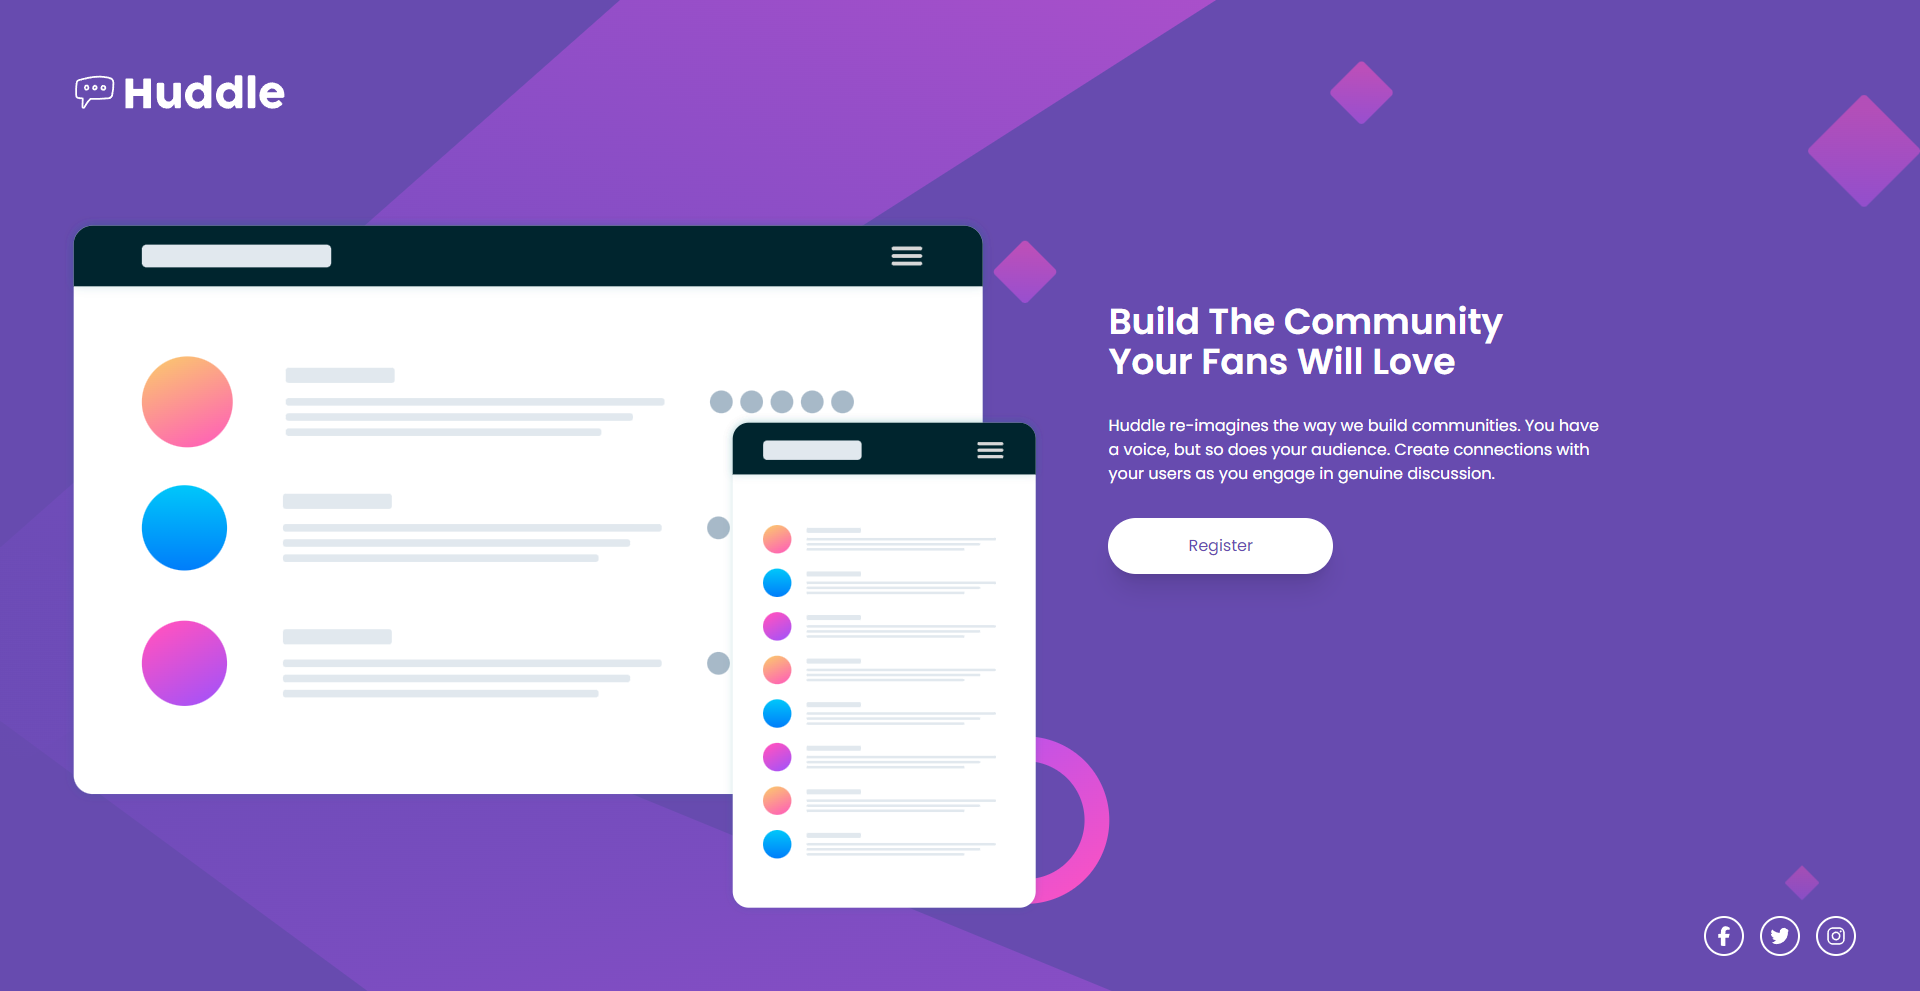 Huddle
Build The Community
Your Fans Will Love
Huddle re-imagines the way we build communities. You have
a voice, but so does your audience. Create connections with
your users as you engage in genuine discussion.
Register